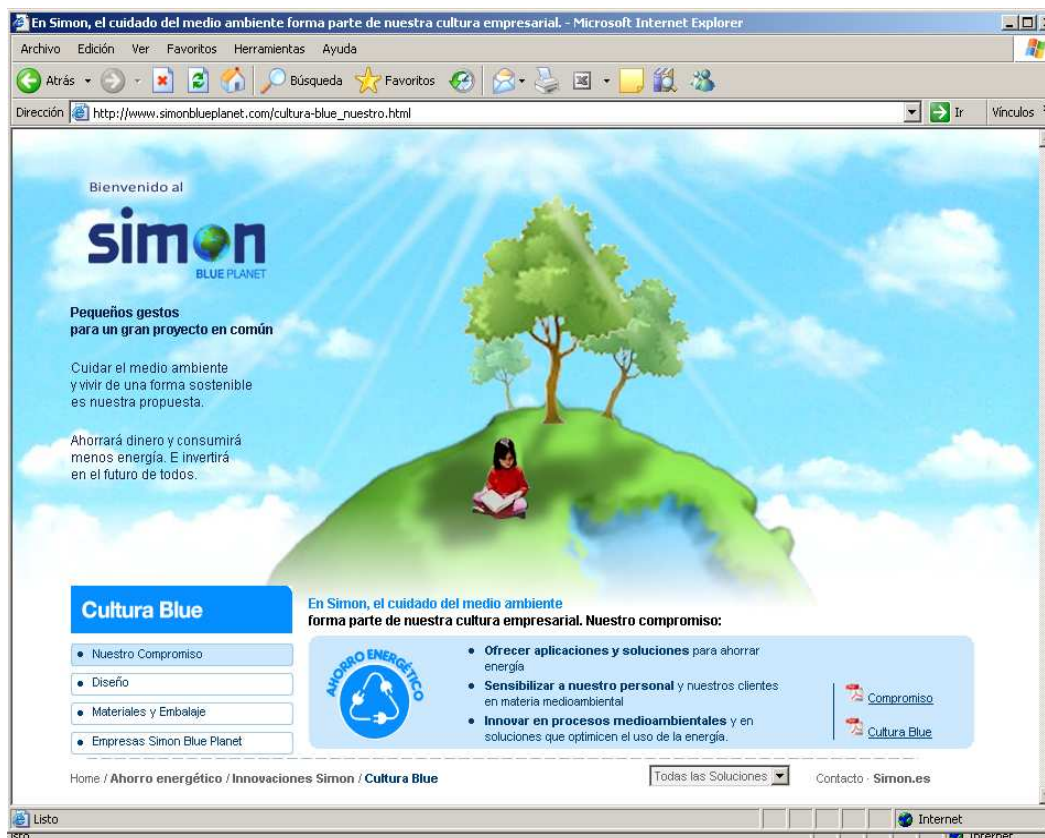 En Simon, el cuidado del medio ambiente forma parte de nuestra cultura empresarial. - Microsoft Internet Explorer
Archivo Edición Ver Favoritos Herramientas Ayuda
Atrás Búsqueda Favoritos
Dirección http://www.simonblueplanet.com/cultura-blue_nuestro.html Ir Vínculos
Bienvenido al
simon
BLUE PLANET
Pequeños gestos
para un gran proyecto en común
Cuidar el medio ambiente
y vivir de una forma sostenible
es nuestra propuesta.
Ahorrará dinero y consumirá
menos energía. E invertirá
en el futuro de todos.
Cultura Blue
Nuestro Compromiso
Diseño
Materiales y Embalaje
Empresas Simon Blue Planet
En Simon, el cuidado del medio ambiente
forma parte de nuestra cultura empresarial. Nuestro compromiso:
AHORRO ENERGÉTICO
• Ofrecer aplicaciones y soluciones para ahorrar
energía
• Sensibilizar a nuestro personal y nuestros clientes
en materia medioambiental
• Innovar en procesos medioambientales y en
soluciones que optimicen el uso de la energía.
Compromiso
Cultura Blue
Home / Ahorro energético / Innovaciones Simon / Cultura Blue
Todas las Soluciones
Contacto · Simon.es
Listo Internet